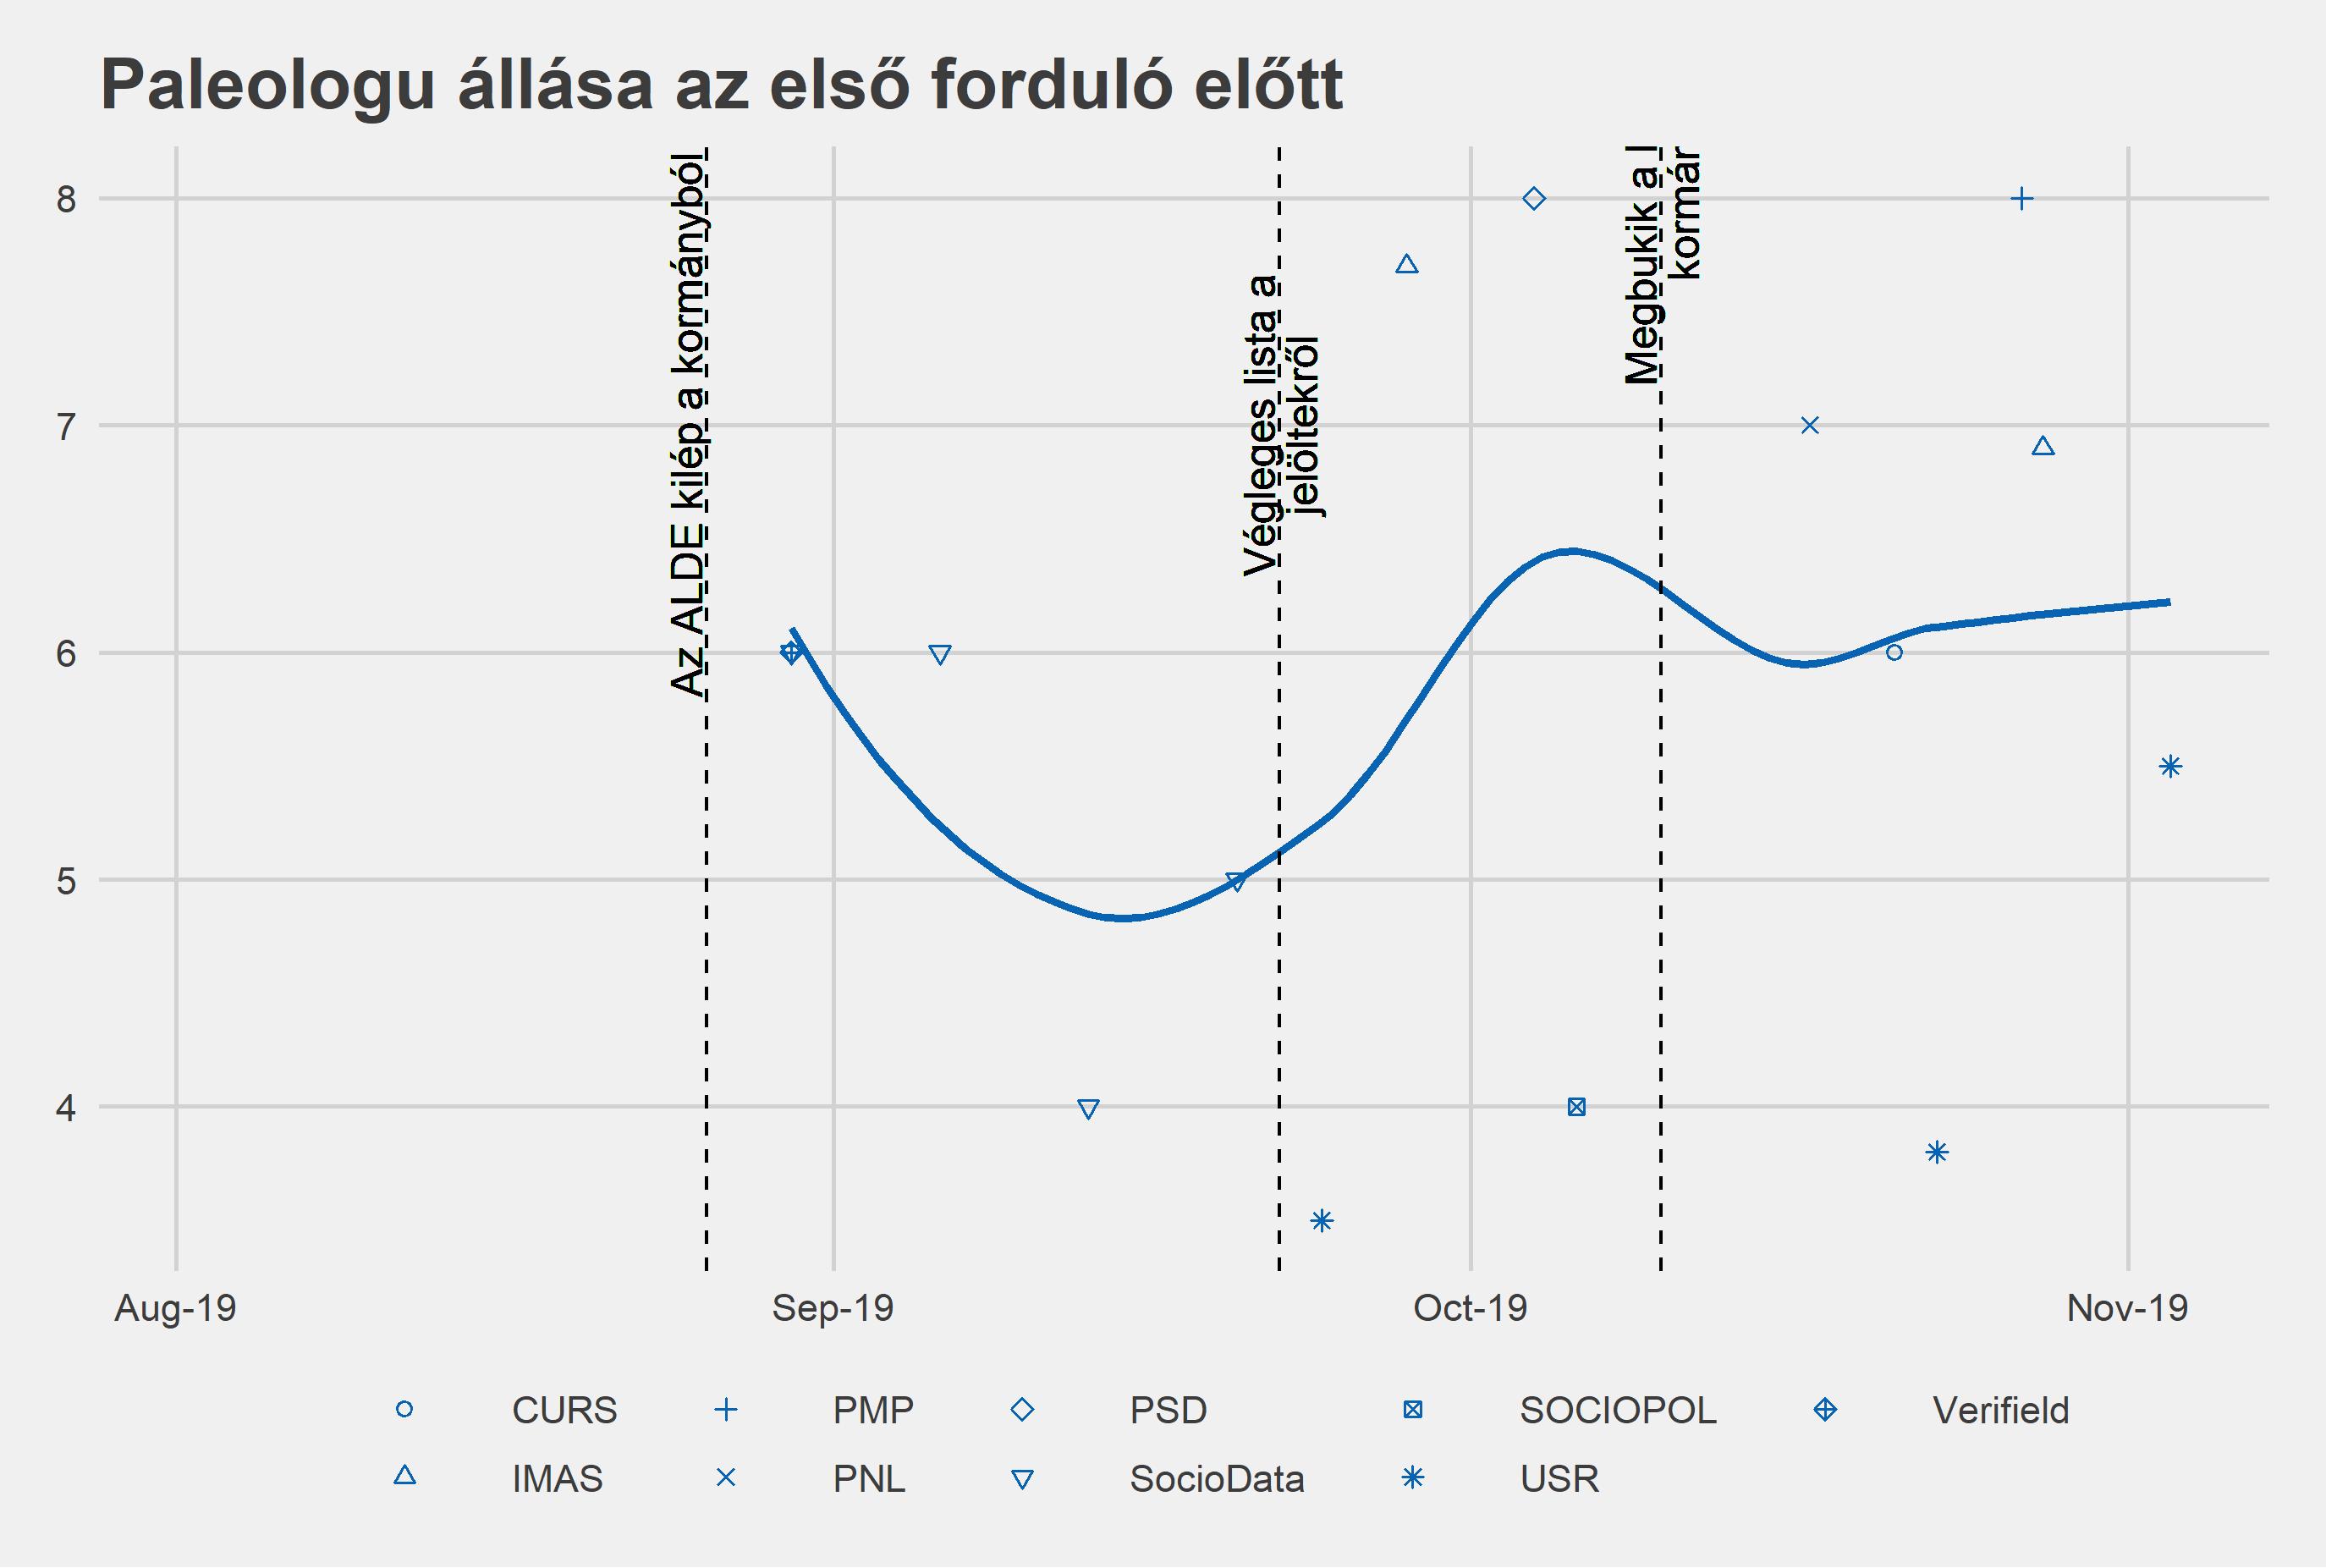 Paleologu állása az első forduló előtt
8
7
6
5
4
Az ALDE kilép a kormányból
Végleges lista a
jelöltekről
Megbukik a
Aug-19
Sep-19
Oct-19
Nov-19
CURS
PMP
PSD
SOCIOPOL
Verifield
IMAS
PNL
SocioData
USR